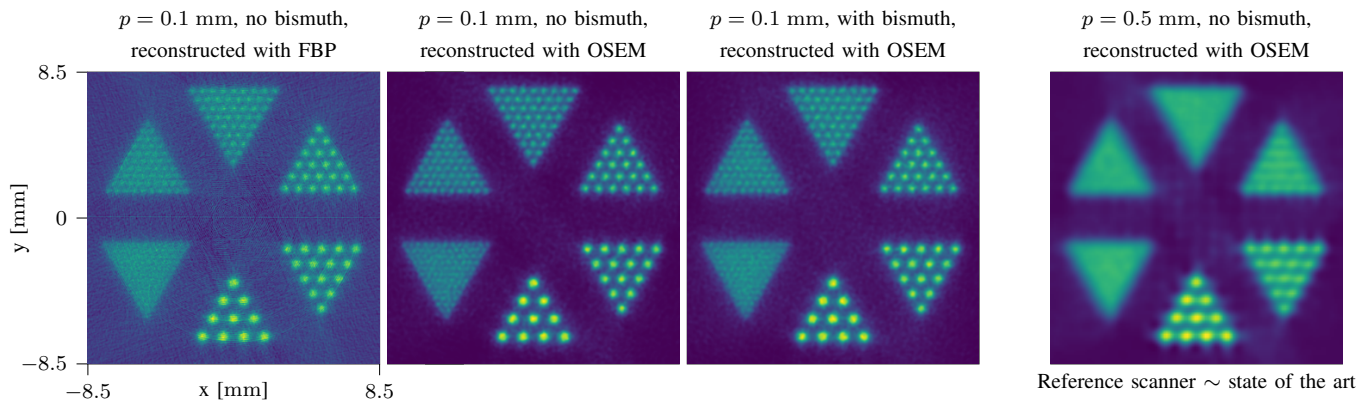 p = 0.1 mm, no bismuth,
reconstructed with FBP
p = 0.1 mm, no bismuth,
reconstructed with OSEM
p = 0.1 mm, with bismuth,
reconstructed with OSEM
p = 0.5 mm, no bismuth,
reconstructed with OSEM
8.5
0
−8.5
y [mm]
−8.5
x [mm]
8.5
Reference scanner ∼ state of the art